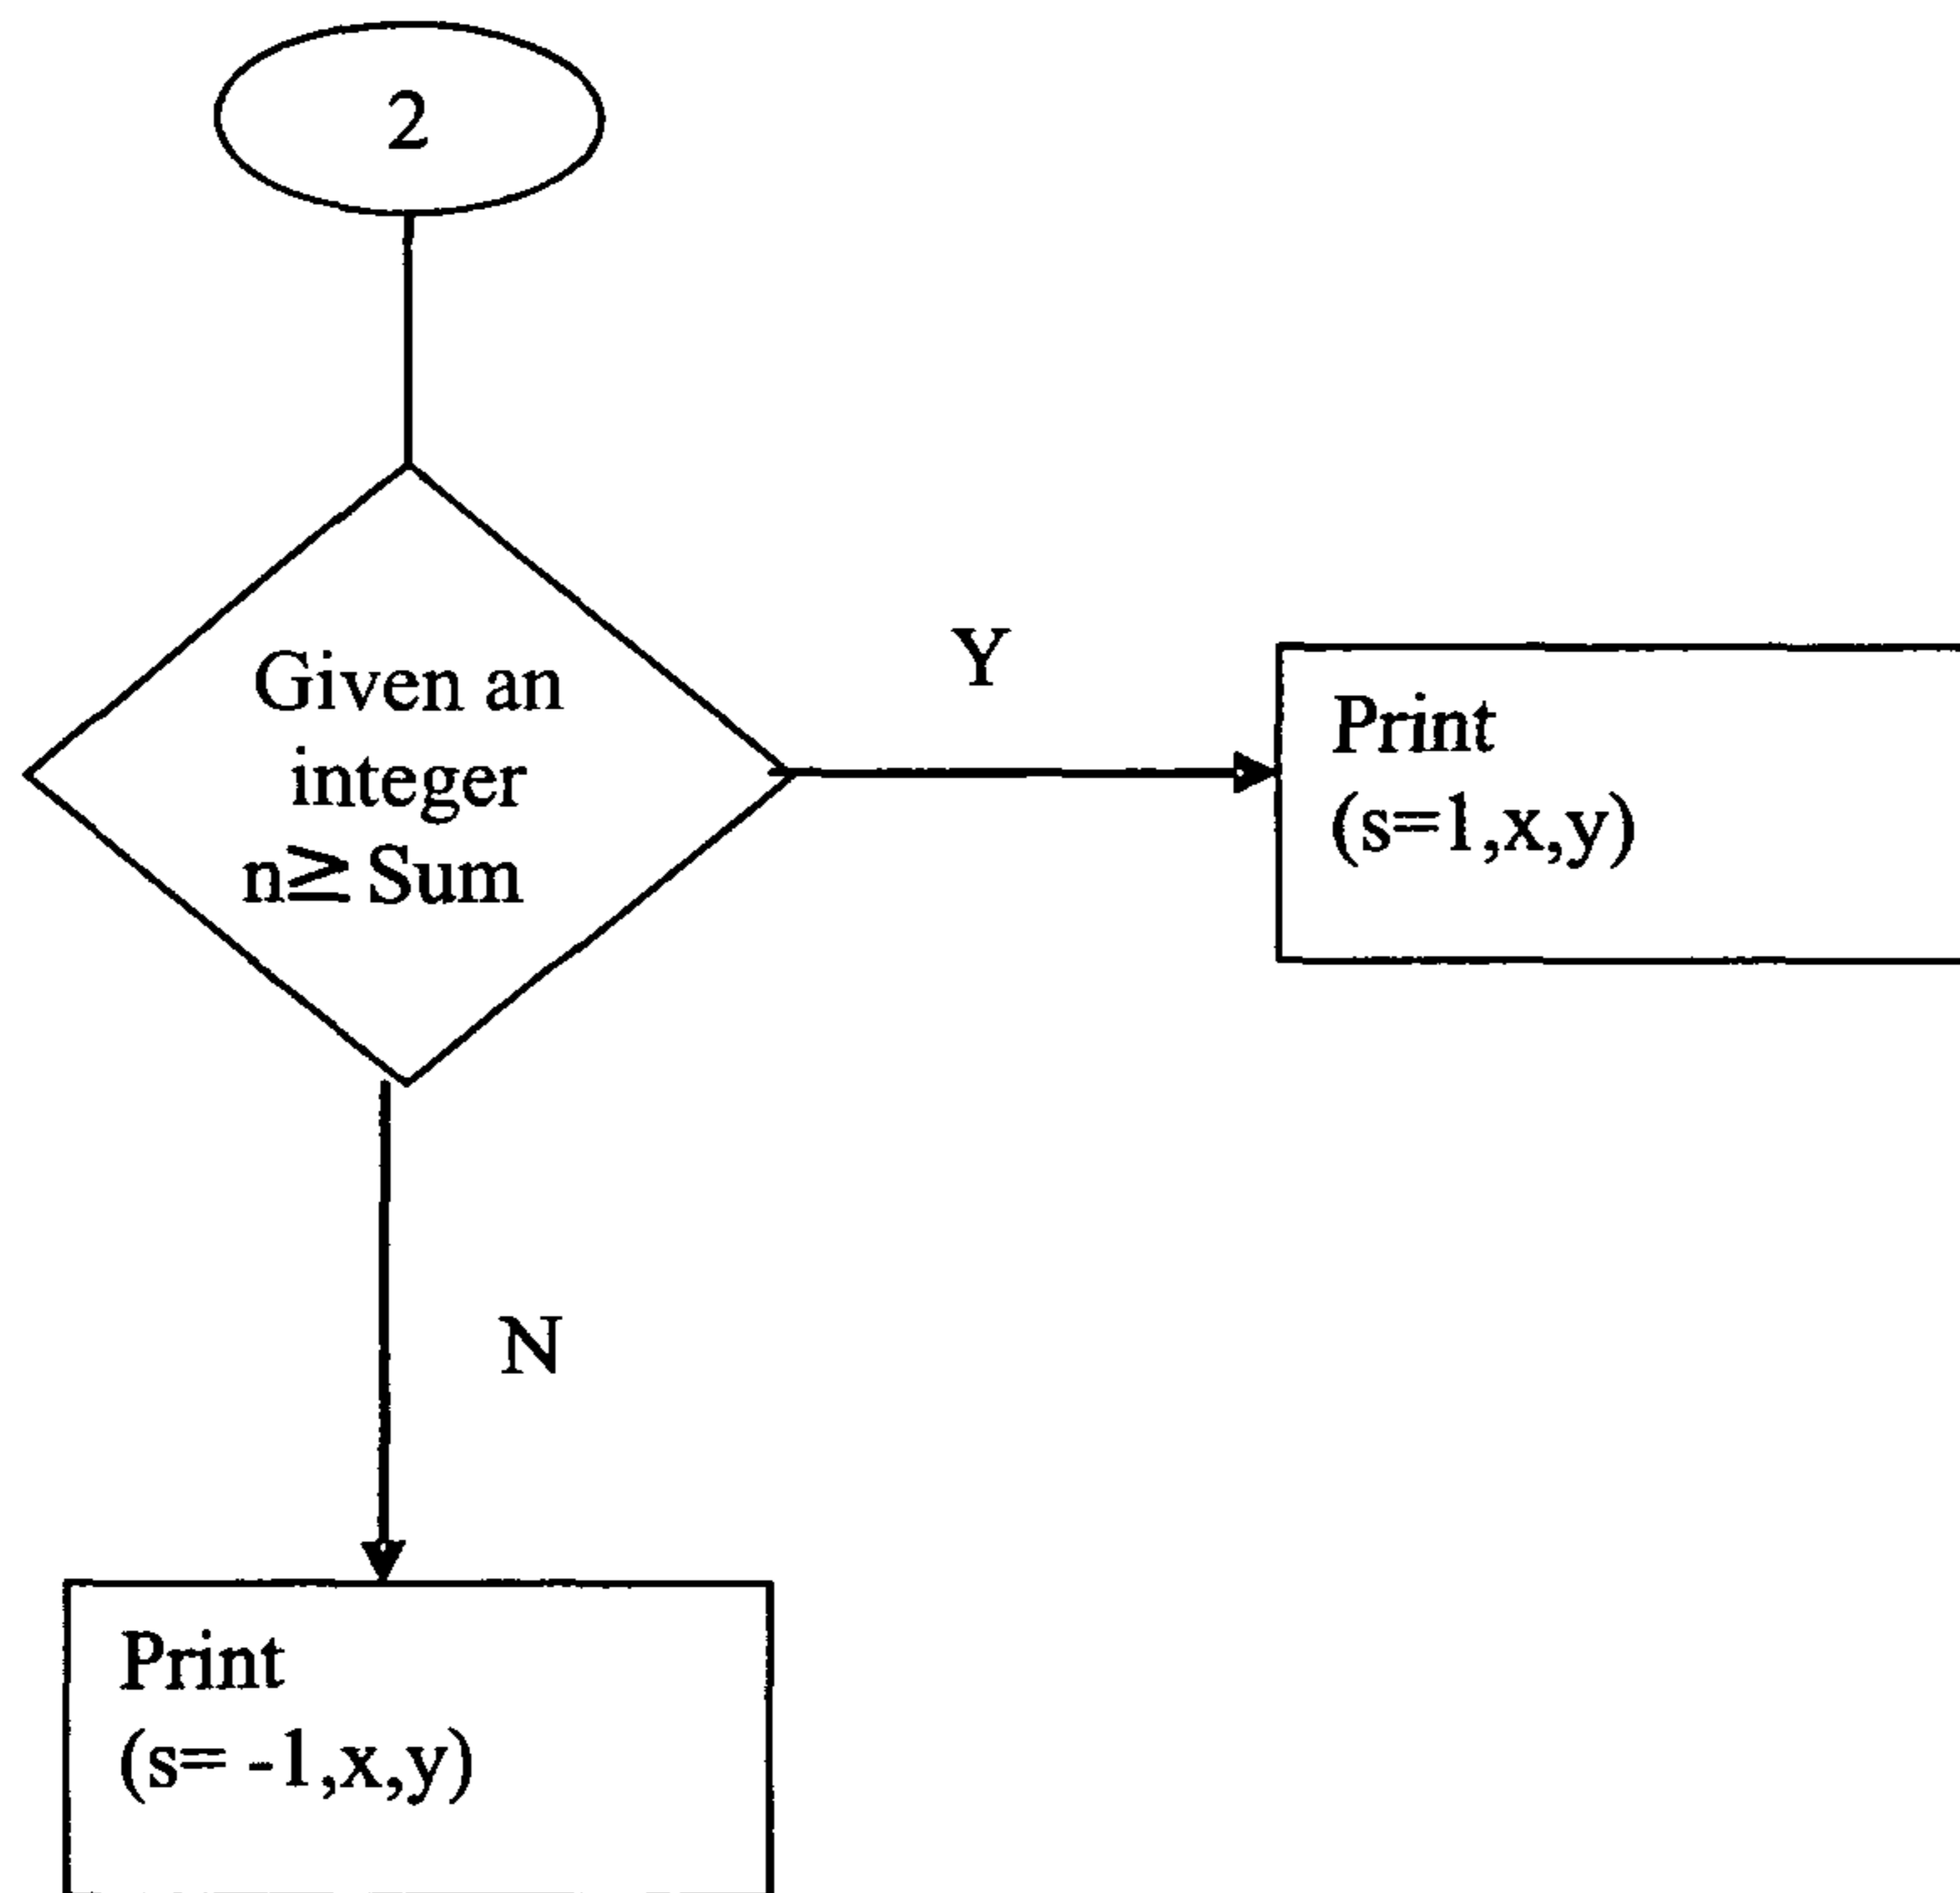 2
Given an
integer
n≥ Sum
Y
Print
(s=1,x,y)
N
Print
(s= -1,x,y)